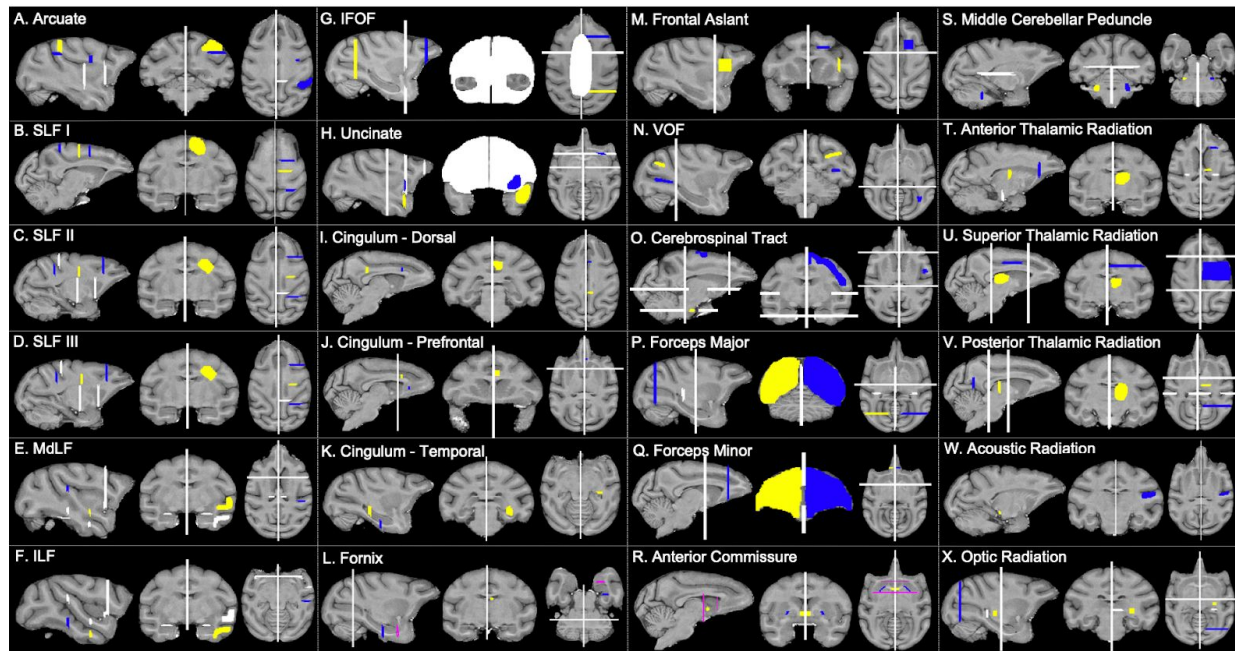 A. Arcuate
G. IFOF
M. Frontal Aslant
S. Middle Cerebellar Peduncle
B. SLF I
H. Uncinate
N. VOF
T. Anterior Thalamic Radiation
C. SLF II
I. Cingulum - Dorsal
O. Cerebrospinal Tract
U. Superior Thalamic Radiation
D. SLF III
J. Cingulum - Prefrontal
P. Forceps Major
V. Posterior Thalamic Radiation
E. MdLF
K. Cingulum - Temporal
Q. Forceps Minor
W. Acoustic Radiation
F. ILF
L. Fornix
R. Anterior Commissure
X. Optic Radiation